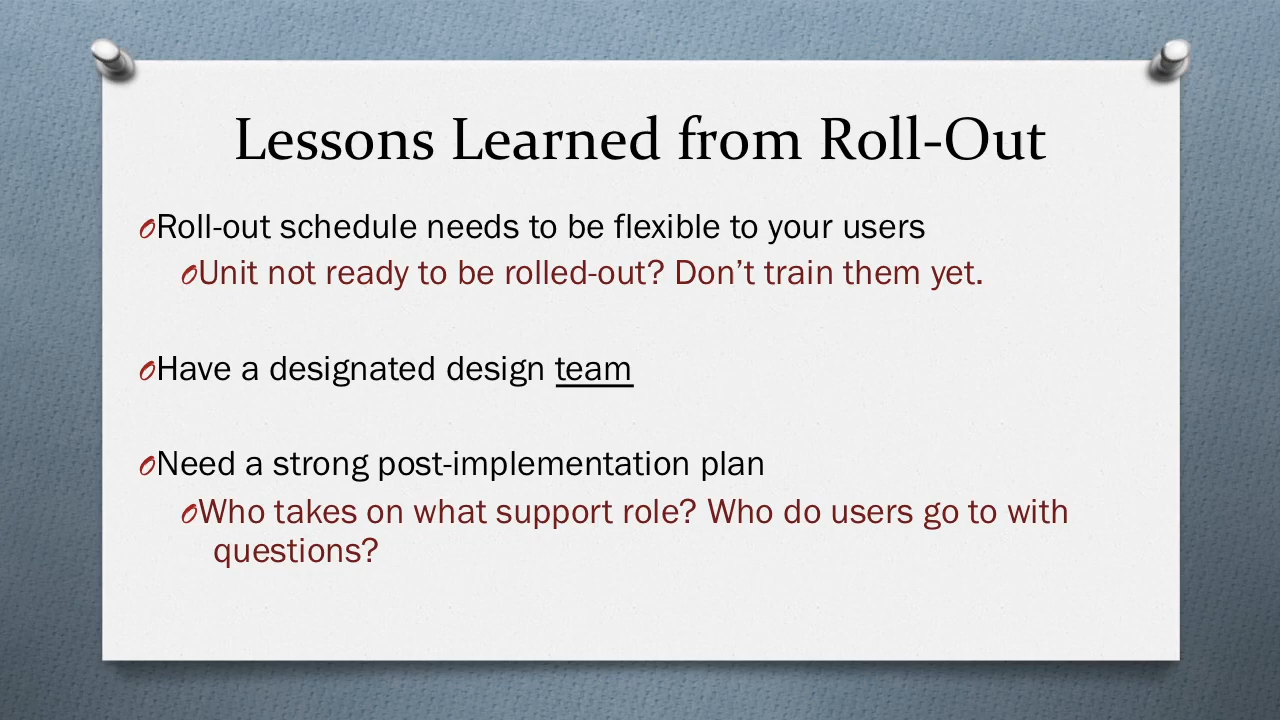 Lessons Learned from Roll-Out
Roll-out schedule needs to be flexible to your users
Unit not ready to be rolled-out? Don’t train them yet.
Have a designated design team
Need a strong post-implementation plan
Who takes on what support role? Who do users go to with
questions?